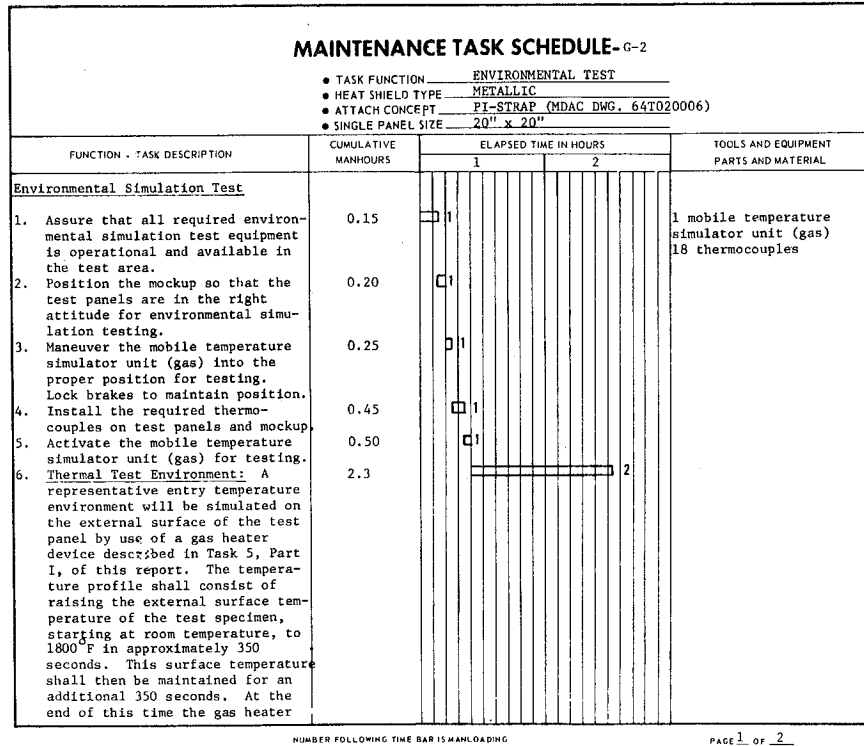 MAINTENANCE TASK SCHEDULE- G-2
● TASK FUNCTION ENVIRONMENTAL TEST
● HEAT SHIELD TYPE METALLIC
● ATTACH CONCEPT PI-STRAP (MDAC DWG. 64T020006)
● SINGLE PANEL SIZE 20" x 20"
FUNCTION - TASK DESCRIPTION
CUMULATIVE
MANHOURS
ELAPSED TIME IN HOURS
1 2
TOOLS AND EQUIPMENT
PARTS AND MATERIAL
Environmental Simulation Test
1. Assure that all required environ- 0.15 1 1 mobile temperature
mental simulation test equipment simulator unit (gas)
is operational and available in 18 thermocouples
the test area.
2. Position the mockup so that the 0.20 1
test panels are in the right
attitude for environmental simu-
lation testing.
3. Maneuver the mobile temperature 0.25 1
simulator unit (gas) into the
proper position for testing.
Lock brakes to maintain position.
4. Install the required thermo- 0.45 1
couples on test panels and mockup.
5. Activate the mobile temperature 0.50 1
simulator unit (gas) for testing.
6. Thermal Test Environment: A 2.3 2
representative entry temperature
environment will be simulated on
the external surface of the test
panel by use of a gas heater
device described in Task 5, Part
I, of this report. The tempera-
ture profile shall consist of
raising the external surface tem-
perature of the test specimen,
starting at room temperature, to
1800°F in approximately 350
seconds. This surface temperature
shall then be maintained for an
additional 350 seconds. At the
end of this time the gas heater
NUMBER FOLLOWING TIME BAR IS MANLOADING
PAGE 1 OF 2